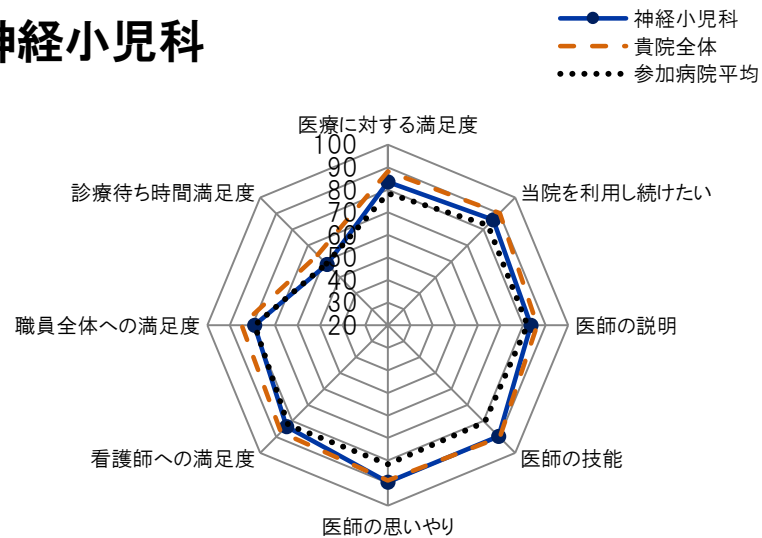 神経小児科
神経小児科
貴院全体
参加病院平均
医療に対する満足度
当院を利用し続けたい
医師の説明
医師の技能
医師の思いやり
看護師への満足度
職員全体への満足度
診療待ち時間満足度
100
90
80
70
60
50
40
30
20